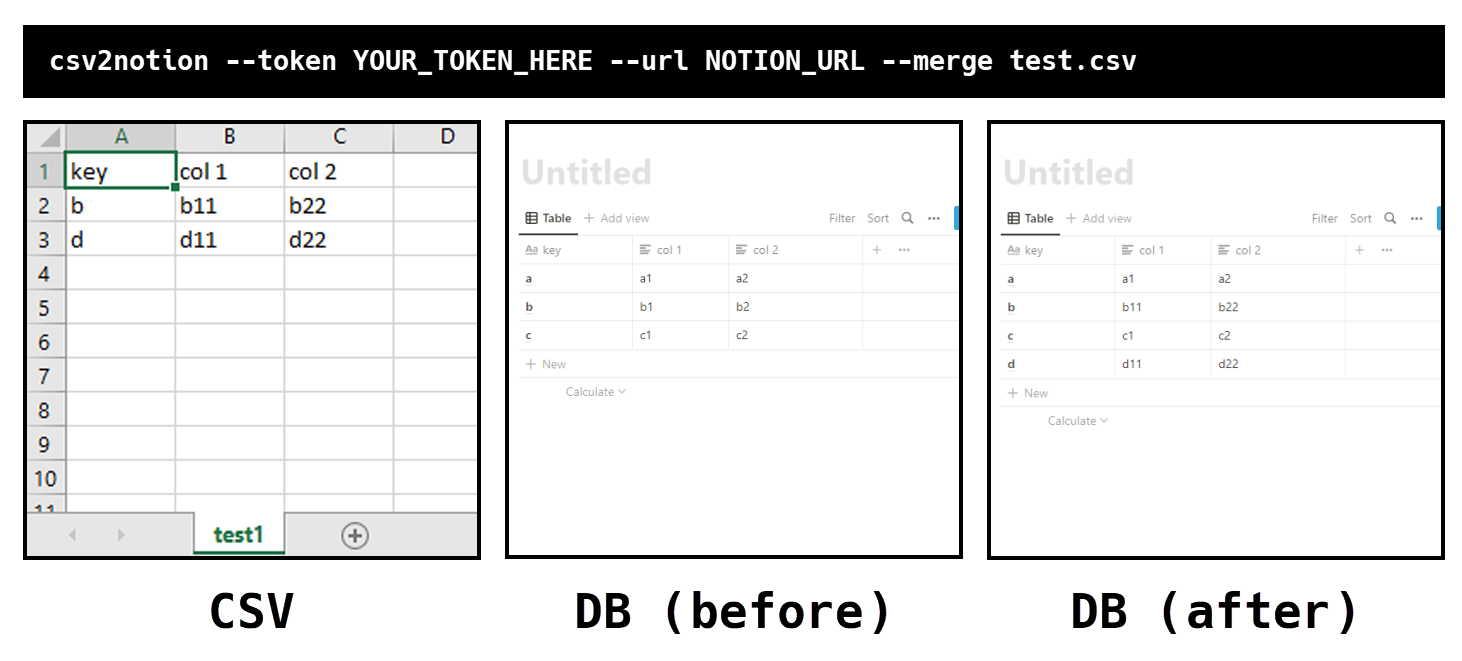 csv2notion --token YOUR_TOKEN_HERE --url NOTION_URL --merge test.csv
A B C D
1 key col 1 col 2
2 b b11 b22
3 d d11 d22
4
5
6
7
8
9
10
11
test1
CSV
Untitled
Table + Add view Filter Sort
Aa key col 1 col 2
a a1 a2
b b1 b2
c c1 c2
+ New
Calculate
DB (before)
Untitled
Table + Add view Filter Sort
Aa key col 1 col 2
a a1 a2
b b11 b22
c c1 c2
d d11 d22
+ New
Calculate
DB (after)